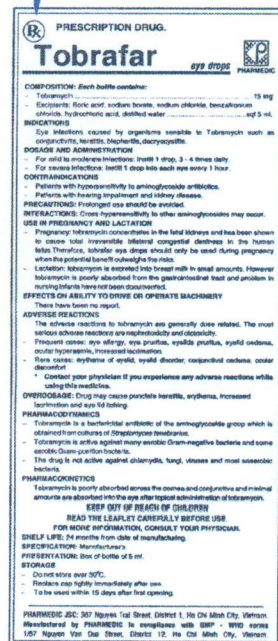 Rx PRESCRIPTION DRUG.
Tobrafar
eye drops
PHARMEDIC
COMPOSITION: Each bottle contains:
- Tobramycin 15 mg
- Excipients: Boric acid, sodium borate, sodium chloride, benzalkonium
chloride, hydrochloric acid, distilled water sqf 5 ml.
INDICATIONS
Eye infections caused by organisms sensible to Tobramycin such as
conjunctivitis, keratitis, blepharitis, dacryocystitis.
DOSAGE AND ADMINISTRATION
- For mild to moderate infections: Instill 1 drop, 3 - 4 times daily.
- For severe infections: Instill 1 drop into each eye every 1 hour.
CONTRAINDICATIONS
- Patients with hypersensitivity to aminoglycoside antibiotics.
- Patients with hearing impairment and kidney disease.
PRECAUTIONS: Prolonged use should be avoided.
INTERACTIONS: Cross-hypersensitivity to other aminoglycosides may occur.
USE IN PREGNANCY AND LACTATION
- Pregnancy: tobramycin concentrates in the fetal kidneys and has been shown
to cause total irreversible bilateral congenital deafness in the human
fetus. Therefore, tobrafar eye drops should only be used during pregnancy
when the potential benefit outweighs the risks.
- Lactation: tobramycin is excreted into breast milk in small amounts. However
tobramycin is poorly absorbed from the gastrointestinal tract and problem in
nursing infants have not been documented.
EFFECTS ON ABILITY TO DRIVE OR OPERATE MACHINERY
There have been no report.
ADVERSE REACTIONS
- The adverse reactions to tobramycin are generally dose related. The most
serious adverse reactions are nephrotoxicity and ototoxicity.
- Frequent cases: eye allergy, eye pruritus, eyelids pruritus, eyelid oedema,
ocular hyperaemia, increased lacrimation.
- Rare cases: erythema of eyelid, eyelid disorder, conjunctival oedema, ocular
discomfort.
* Contact your physician if you experience any adverse reactions while
using this medicine.
OVERDOSAGE: Drug may cause punctate keratitis, erythema, increased
lacrimation and eye lid itching.
PHARMACODYNAMICS
- Tobramycin is a bactericidal antibiotic of the aminoglycoside group which is
obtained from cultures of Streptomyces tenebrarius.
- Tobramycin is active against many aerobic Gram-negative bacteria and some
aerobic Gram-positive bacteria.
- The drug is not active against chlamydia, fungi, viruses and most anaerobic
bacteria.
PHARMACOKINETICS
Tobramycin is poorly absorbed across the cornea and conjunctiva and minimal
amounts are absorbed into the eye after topical administration of tobramycin.
KEEP OUT OF REACH OF CHILDREN
READ THE LEAFLET CAREFULLY BEFORE USE
FOR MORE INFORMATION, CONSULT YOUR PHYSICIAN.
SHELF LIFE: 24 months from date of manufacturing.
SPECIFICATION: Manufacturer's
PRESENTATION: Box of bottle of 5 ml.
STORAGE
- Do not store over 30°C.
- Replace cap tightly immediately after use.
- To be used within 15 days after first opening.
PHARMEDIC JSC: 367 Nguyen Trai Street, District 1, Ho Chi Minh City, Vietnam.
Manufactured by PHARMEDIC in compliance with GMP - WHO norms
1/67 Nguyen Van Qua Street, District 12, Ho Chi Minh City, Vietnam.